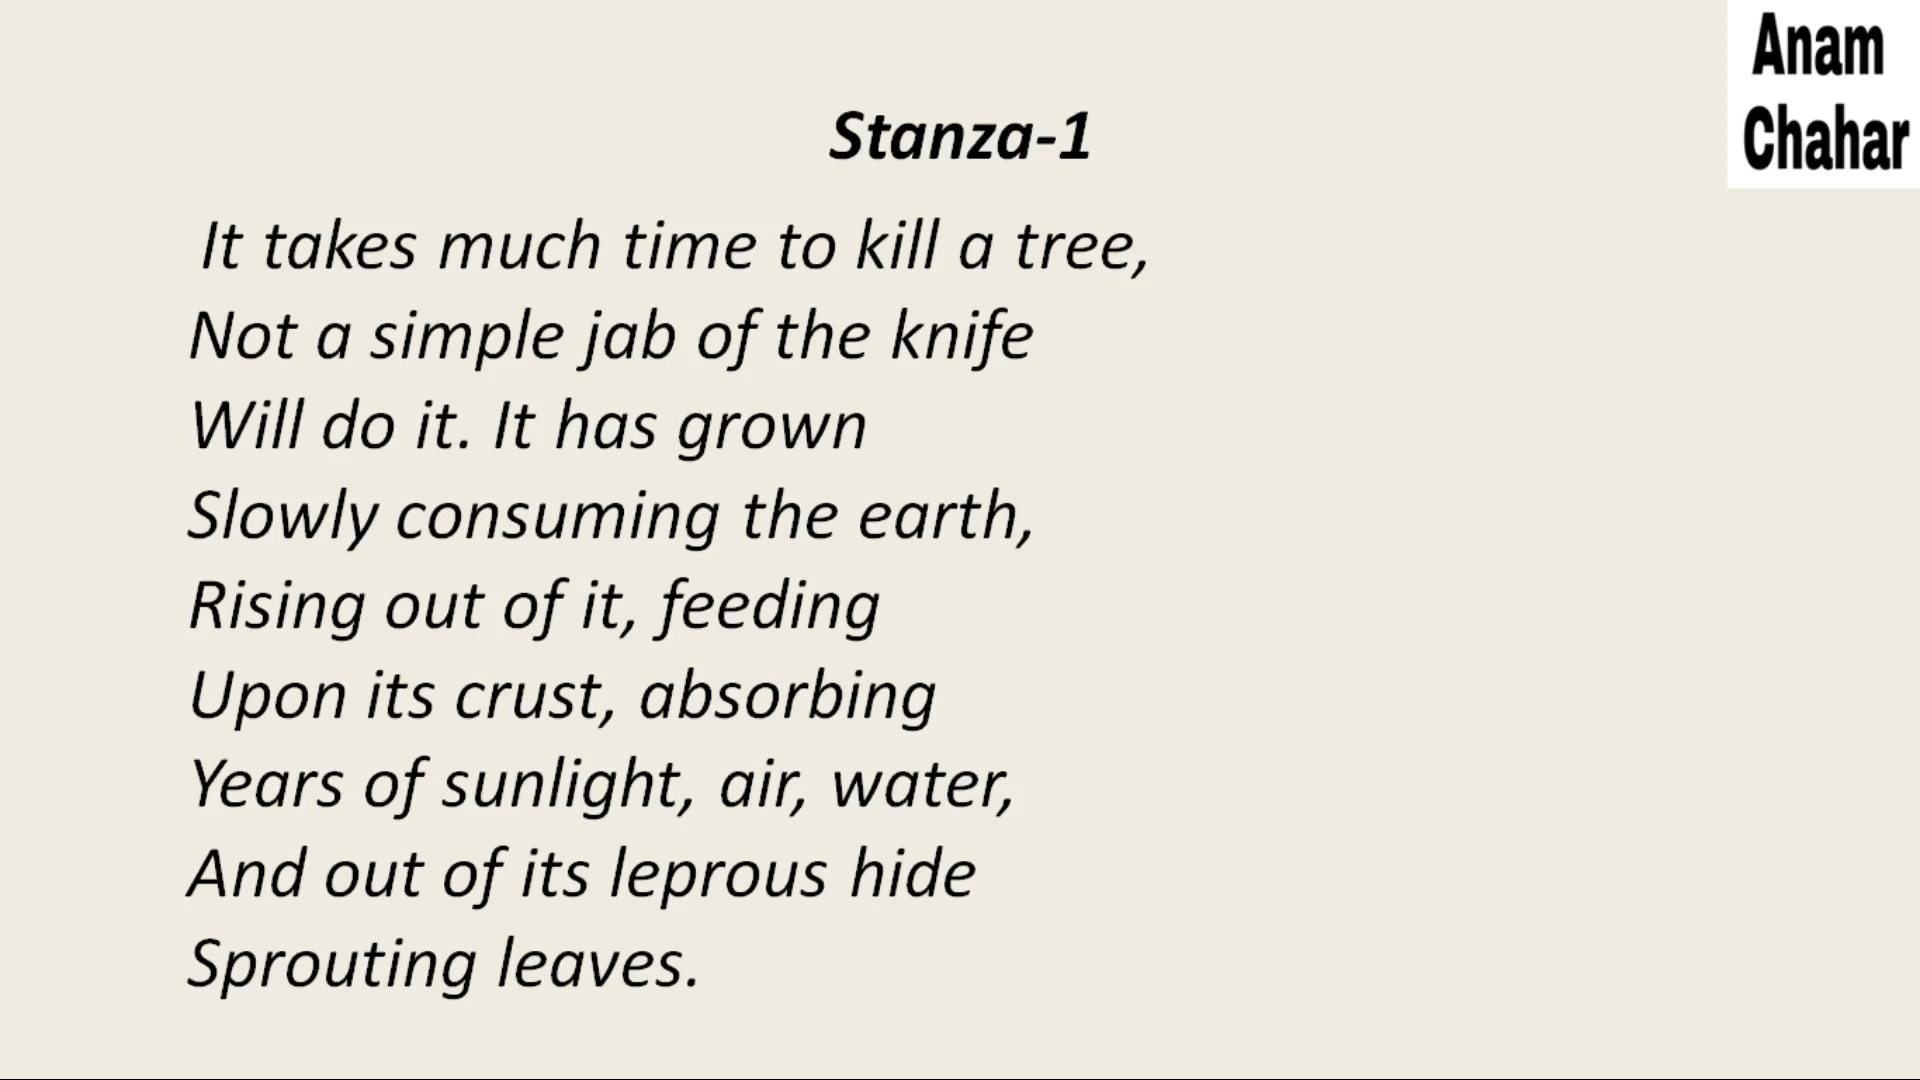 Anam
Chahar
Stanza-1
It takes much time to kill a tree,
Not a simple jab of the knife
Will do it. It has grown
Slowly consuming the earth,
Rising out of it, feeding
Upon its crust, absorbing
Years of sunlight, air, water,
And out of its leprous hide
Sprouting leaves.